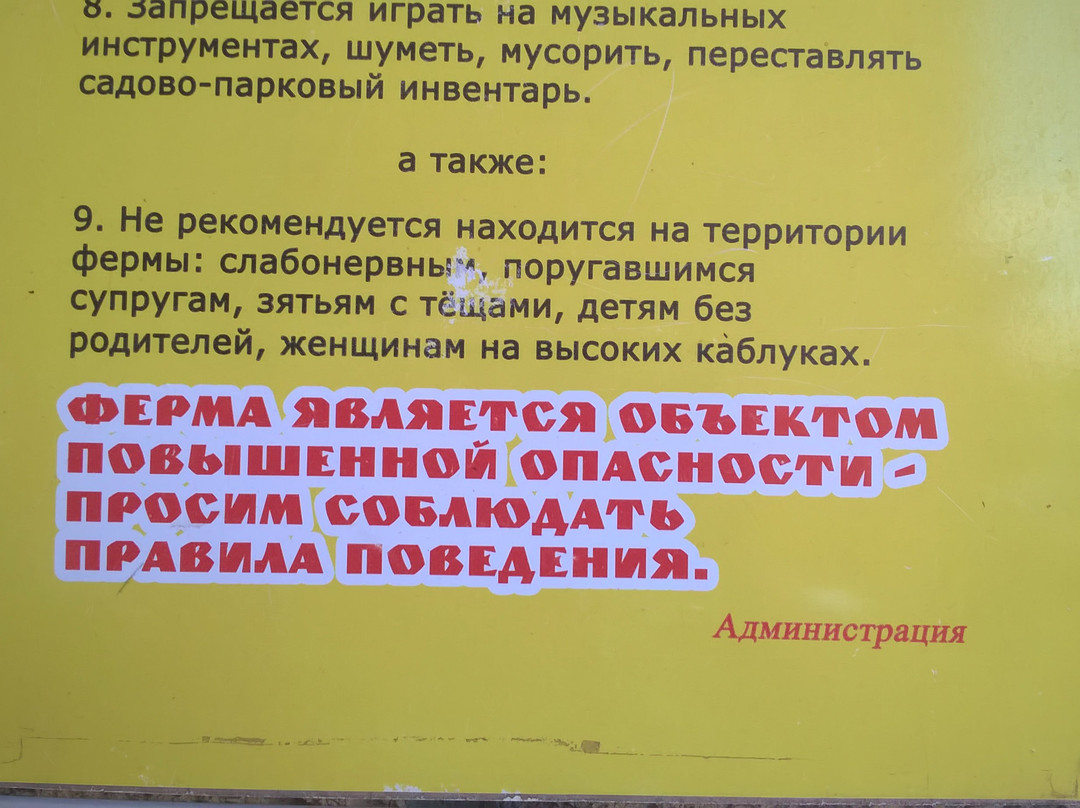 8. Запрещается играть на музыкальных
инструментах, шуметь, мусорить, переставлять
садово-парковый инвентарь.
а также:
9. Не рекомендуется находится на территории
фермы: слабонервным, поругавшимся
супругам, зятьям с тёщами, детям без
родителей, женщинам на высоких каблуках.
ФЕРМА ЯВЛЯЕТСЯ ОБЪЕКТОМ
ПОВЫШЕННОЙ ОПАСНОСТИ –
ПРОСИМ СОБЛЮДАТЬ
ПРАВИЛА ПОВЕДЕНИЯ.
Администрация